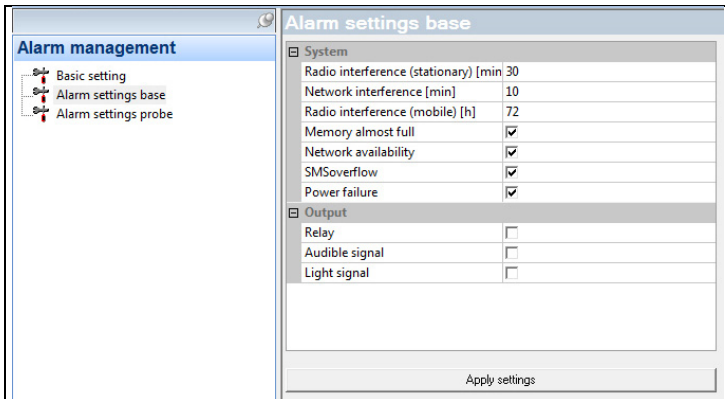 Alarm management
Basic setting
Alarm settings base
Alarm settings probe
Alarm settings base
System
Radio interference (stationary) [min 30
Network interference [min] 10
Radio interference (mobile) [h] 72
Memory almost full
Network availability
SMSoverflow
Power failure
Output
Relay
Audible signal
Light signal
Apply settings